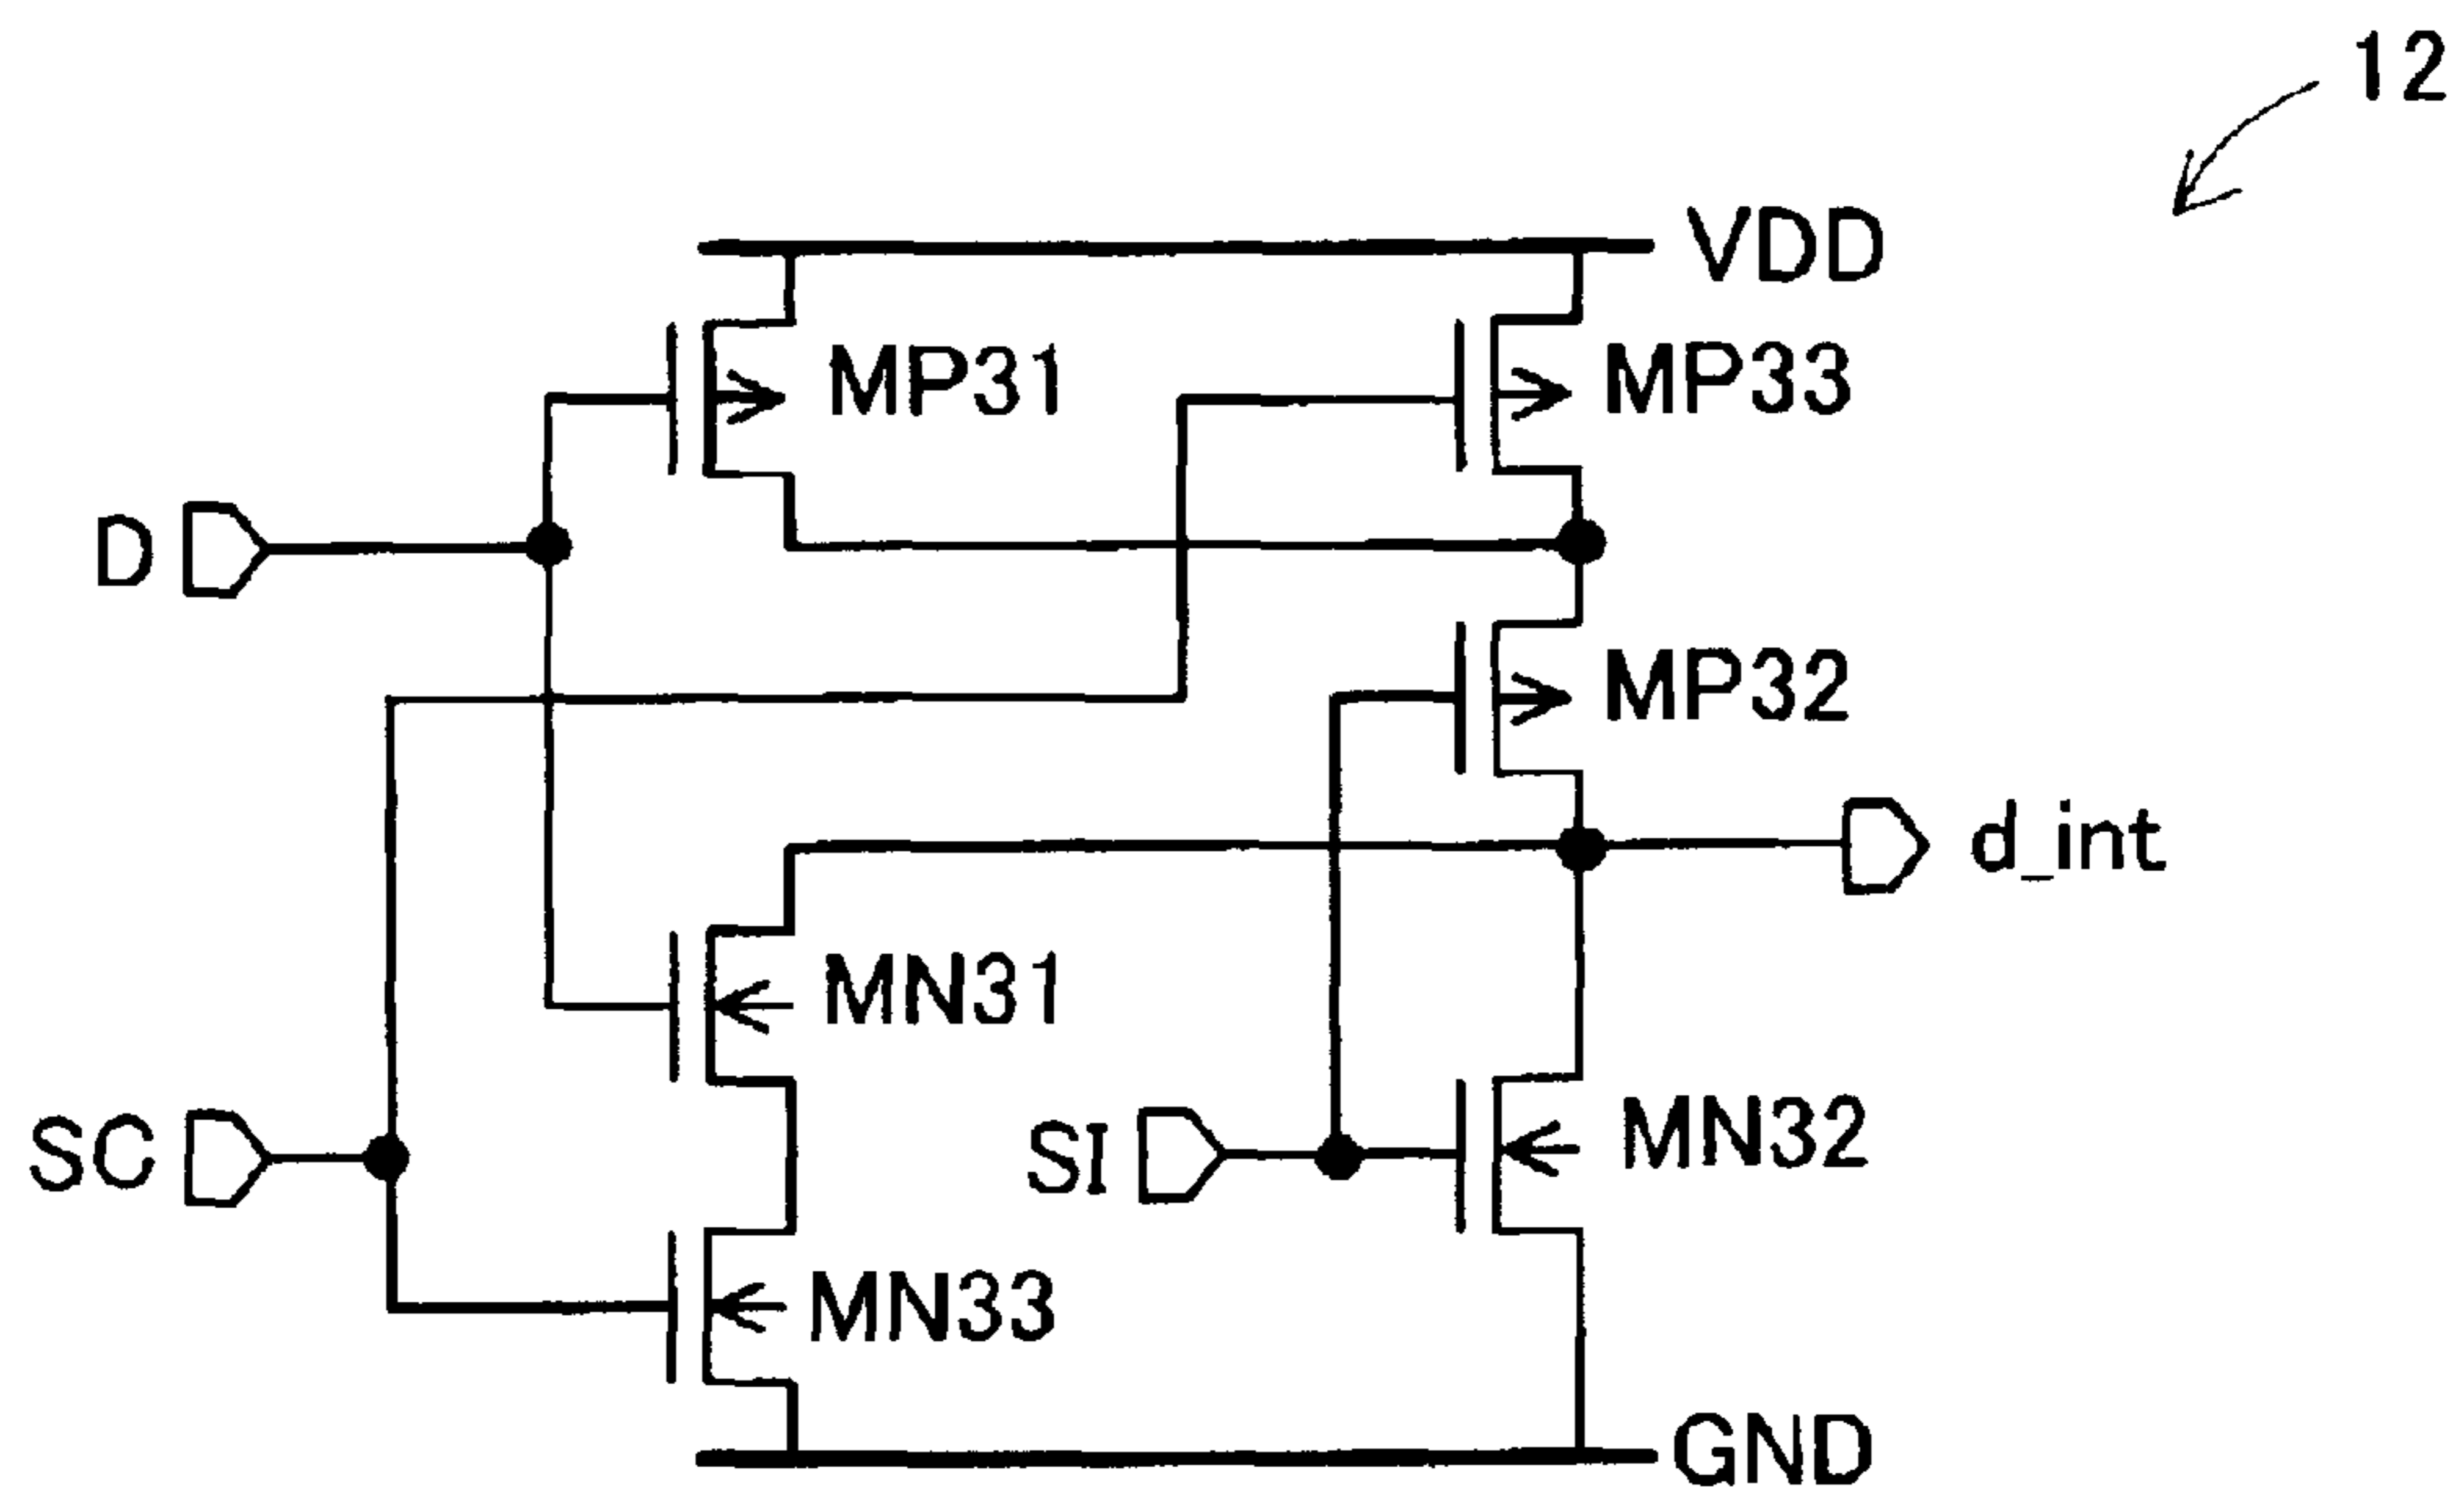 12
VDD
MP31
MP33
D
MP32
d_int
MN31
SC
SI
MN32
MN33
GND